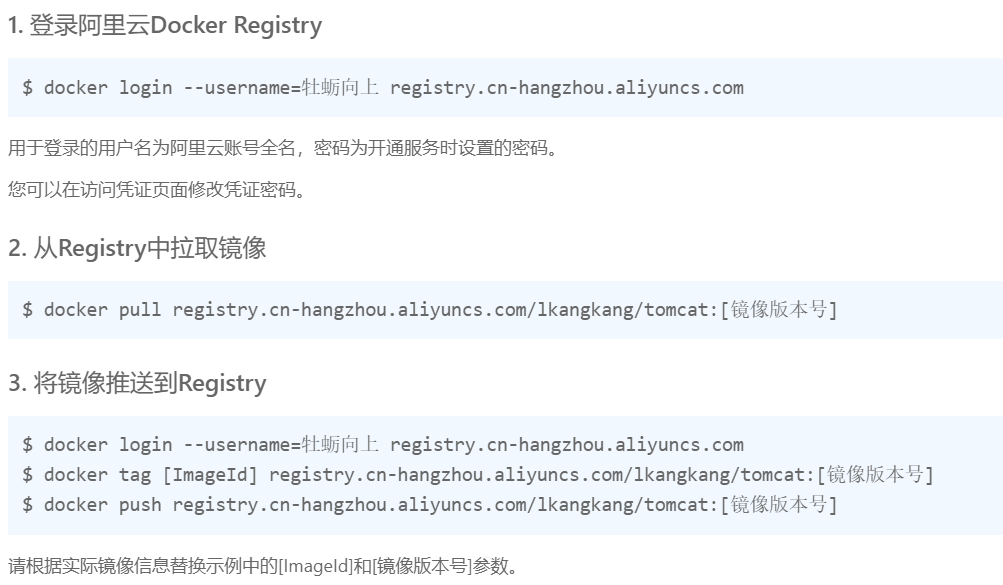 1. 登录阿里云Docker Registry
$ docker login --username=牡蛎向上 registry.cn-hangzhou.aliyuncs.com
用于登录的用户名为阿里云账号全名，密码为开通服务时设置的密码。
您可以在访问凭证页面修改凭证密码。
2. 从Registry中拉取镜像
$ docker pull registry.cn-hangzhou.aliyuncs.com/lkangkang/tomcat:[镜像版本号]
3. 将镜像推送到Registry
$ docker login --username=牡蛎向上 registry.cn-hangzhou.aliyuncs.com
$ docker tag [ImageId] registry.cn-hangzhou.aliyuncs.com/lkangkang/tomcat:[镜像版本号]
$ docker push registry.cn-hangzhou.aliyuncs.com/lkangkang/tomcat:[镜像版本号]
请根据实际镜像信息替换示例中的[ImageId]和[镜像版本号]参数。